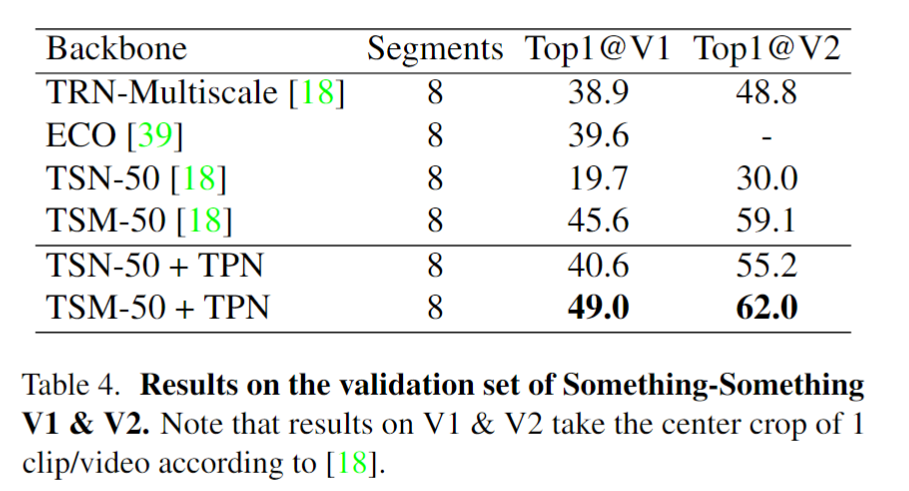 Backbone Segments Top1@V1 Top1@V2
TRN-Multiscale [18] 8 38.9 48.8
ECO [39] 8 39.6 -
TSN-50 [18] 8 19.7 30.0
TSM-50 [18] 8 45.6 59.1
TSN-50 + TPN 8 40.6 55.2
TSM-50 + TPN 8 49.0 62.0
Table 4. Results on the validation set of Something-Something
V1 & V2. Note that results on V1 & V2 take the center crop of 1
clip/video according to [18].